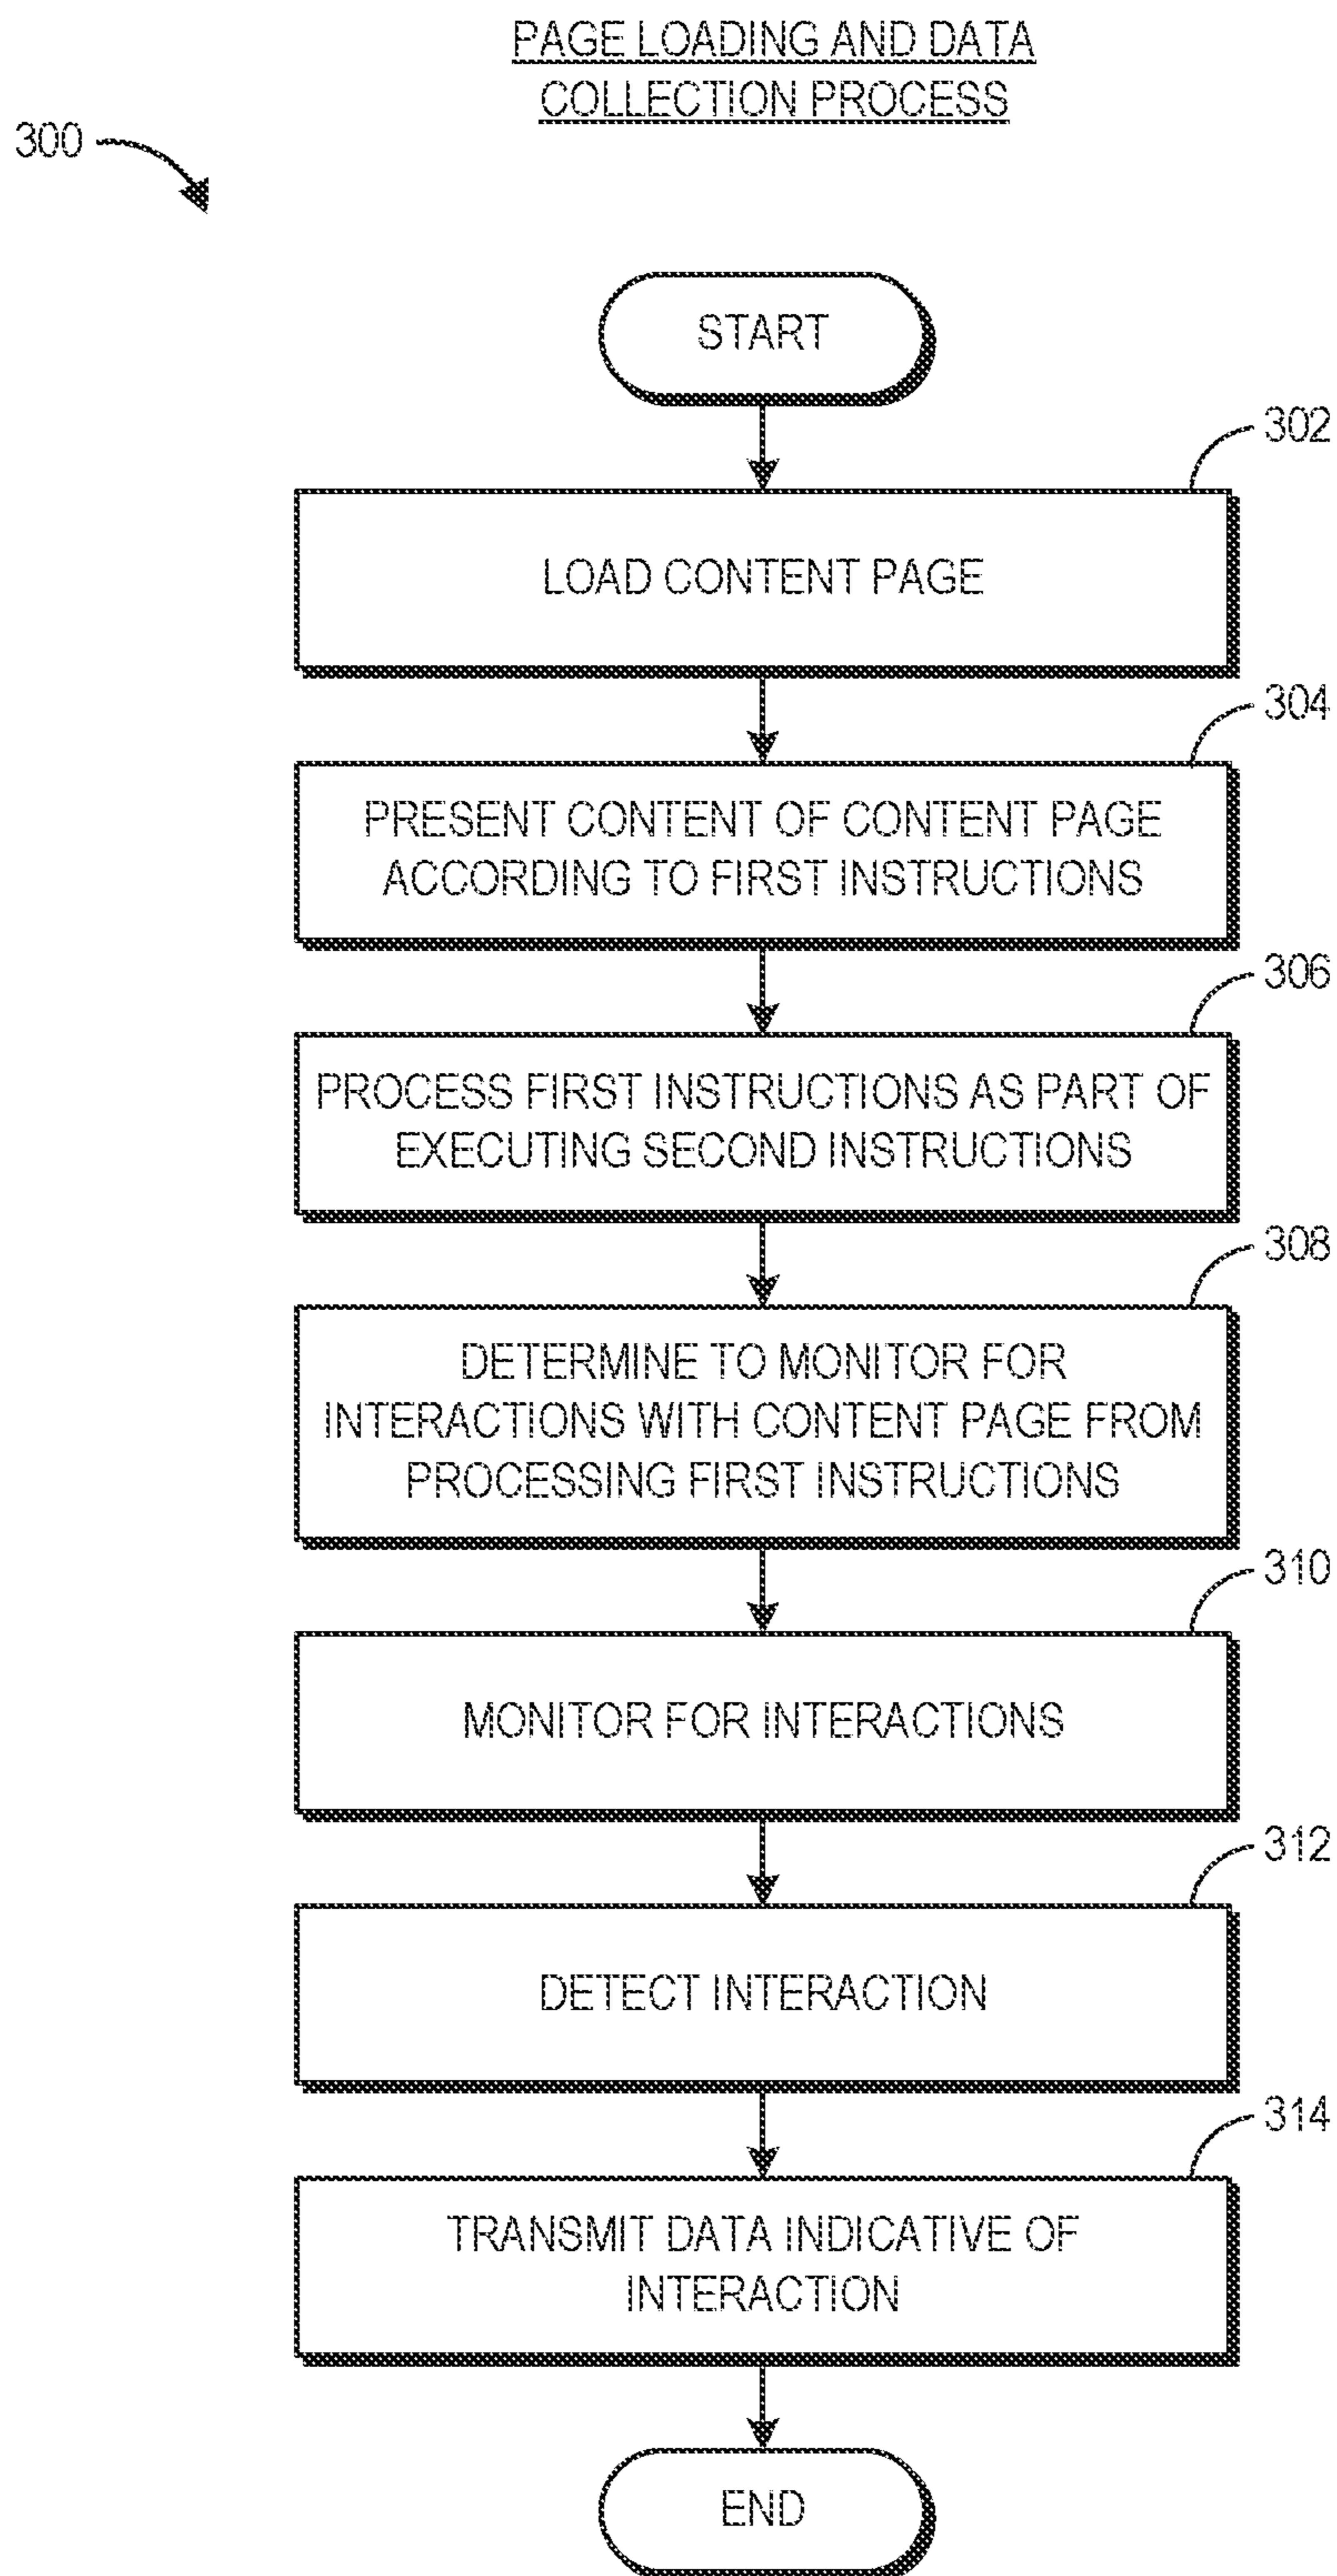 PAGE LOADING AND DATA
COLLECTION PROCESS
300
START
302
LOAD CONTENT PAGE
304
PRESENT CONTENT OF CONTENT PAGE
ACCORDING TO FIRST INSTRUCTIONS
306
PROCESS FIRST INSTRUCTIONS AS PART OF
EXECUTING SECOND INSTRUCTIONS
308
DETERMINE TO MONITOR FOR
INTERACTIONS WITH CONTENT PAGE FROM
PROCESSING FIRST INSTRUCTIONS
310
MONITOR FOR INTERACTIONS
312
DETECT INTERACTION
314
TRANSMIT DATA INDICATIVE OF
INTERACTION
END